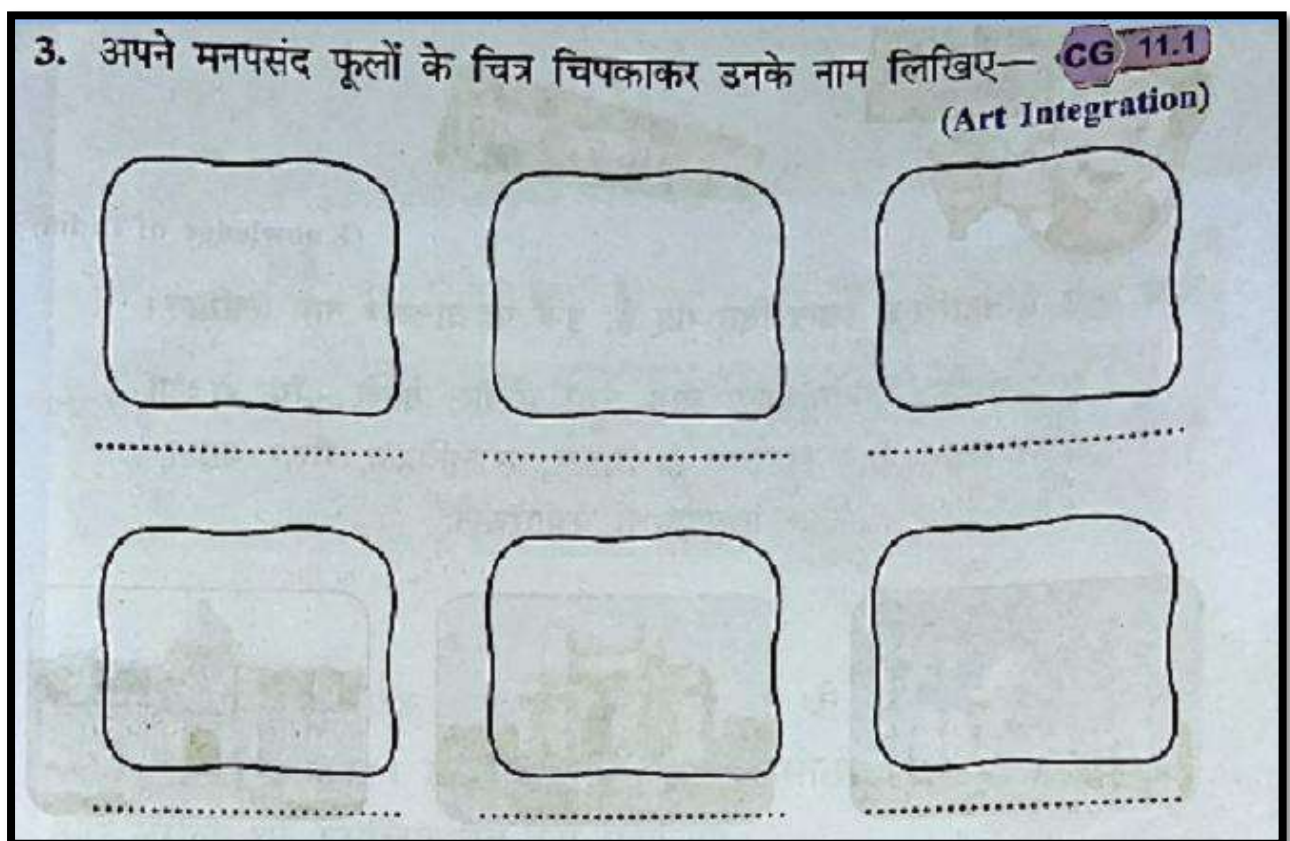 3. अपने मनपसंद फूलों के चित्र चिपकाकर उनके नाम लिखिए— CG 11.1
(Art Integration)